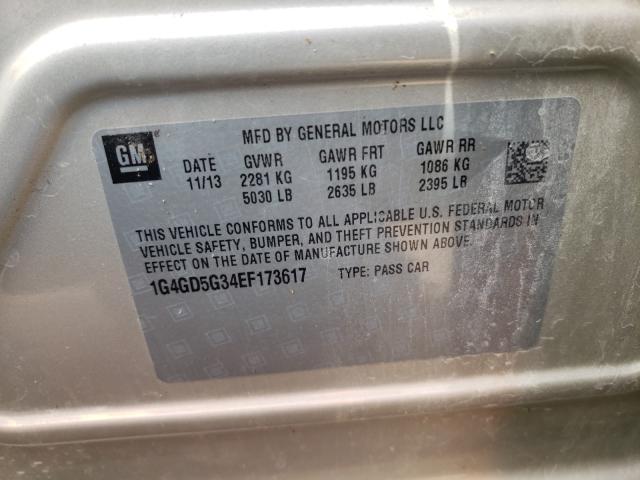 GM
MFD BY GENERAL MOTORS LLC
DATE GVWR GAWR FRT GAWR RR
11/13 2281 KG 1195 KG 1086 KG
5030 LB 2635 LB 2395 LB
THIS VEHICLE CONFORMS TO ALL APPLICABLE U.S. FEDERAL MOTOR
VEHICLE SAFETY, BUMPER, AND THEFT PREVENTION STANDARDS IN
EFFECT ON THE DATE OF MANUFACTURE SHOWN ABOVE.
1G4GD5G34EF173617 TYPE: PASS CAR